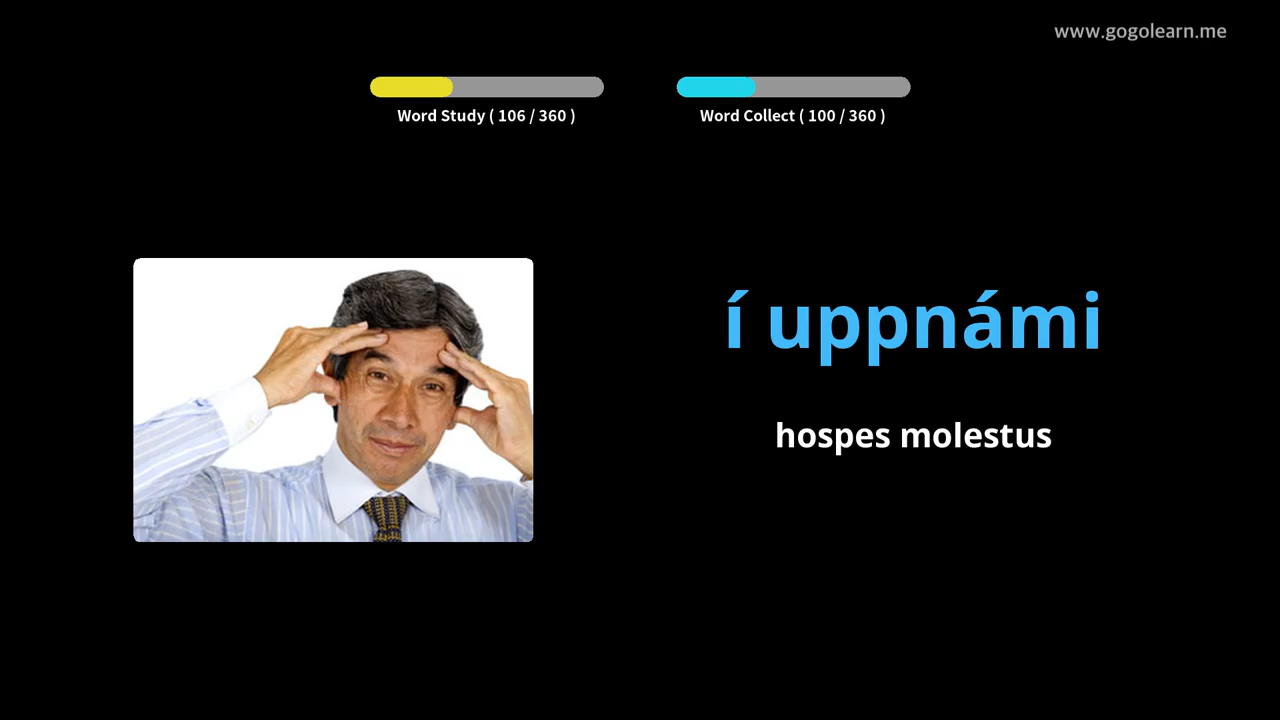 www.gogolearn.me
Word Study ( 106 / 360 )
Word Collect ( 100 / 360 )
í uppnámi
hospes molestus